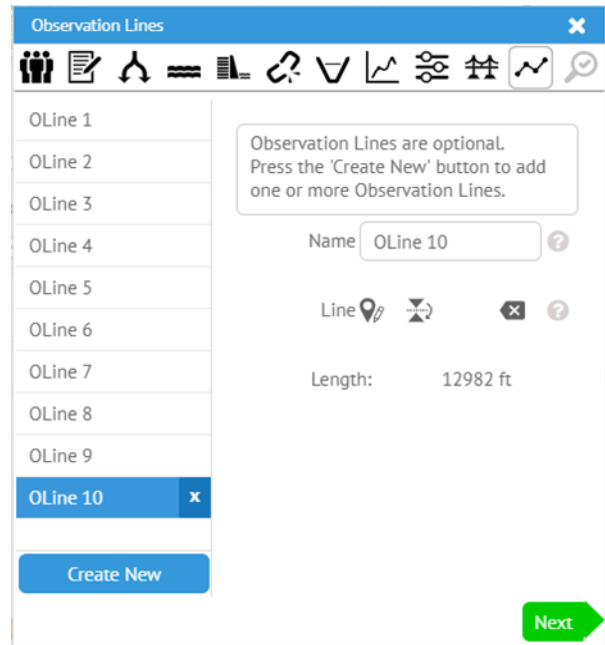 Observation Lines
OLine 1
OLine 2
OLine 3
OLine 4
OLine 5
OLine 6
OLine 7
OLine 8
OLine 9
OLine 10 x
Create New
Observation Lines are optional.
Press the 'Create New' button to add
one or more Observation Lines.
Name OLine 10 ?
Line ?
Length: 12982 ft
Next